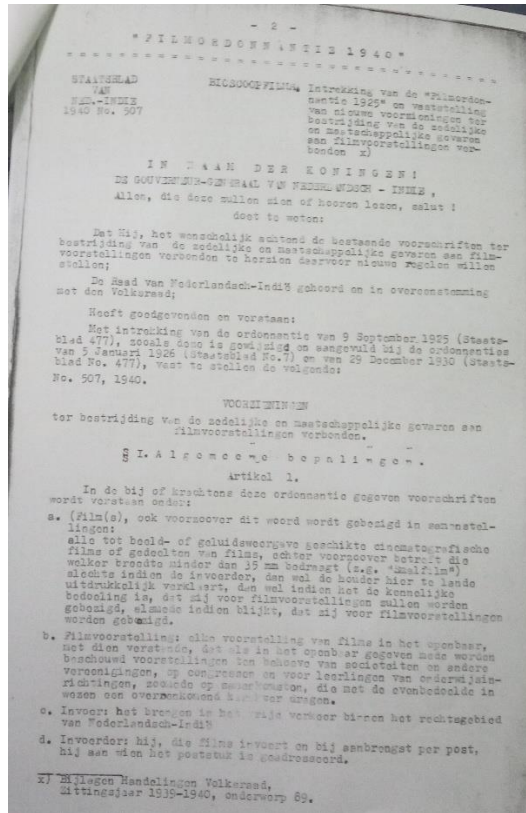 - 2 -
"FILMORDONNANTIE 1940"
STAATSBLAD
VAN
NED.-INDIE
1940 No. 507
BIOSCOOPFILMS. Intrekking van de "Filmordon-
nantie 1925" en vaststelling
van nieuwe voorzieningen ter
bestrijding van de zedelijke
en maatschappelijke gevaren
aan filmvoorstellingen ver-
bonden x)
IN NAAM DER KONINGEN!
DE GOUVERNEUR-GENERAAL VAN NEDERLANDSCH - INDIE,
Allen, die deze zullen zien of hooren lezen, salut !
doet te weten:
Dat Hij, het wenschelijk achtend de bestaande voorschriften ter
bestrijding van de zedelijke en maatschappelijke gevaren aan film-
voorstellingen verbonden te herzien daarvoor nieuwe regelen willen
stellen;
De Raad van Nederlandsch-Indië gehoord en in overeenstemming
met den Volksraad;
Heeft goedgevonden en verstaan:
Met intrekking van de ordonnantie van 9 September 1925 (Staats-
blad 477), zooals deze is gewijzigd en aangevuld bij de ordonnanties
van 5 Januari 1926 (Staatsblad No.7) en van 29 December 1930 (Staats-
blad No. 477), vast te stellen de volgende:
No. 507, 1940.
VOORZIENINGEN
ter bestrijding van de zedelijke en maatschappelijke gevaren aan
filmvoorstellingen verbonden.
§ I. Algemeene bepalingen.
Artikel 1.
In de bij of krachtens deze ordonnantie gegeven voorschriften
wordt verstaan onder:
a. (Film(s), ook voorzoover dit woord wordt gebezigd in samenstel-
lingen:
alle tot beeld- of geluidsweergave geschikte cinematografische
films of gedeelten van films, echter voorzoover betreft die
welker breedte minder dan 35 mm bedraagt (z.g. "Smalfilm")
slechts indien de invoerder, dan wel de houder hier te lande
uitdrukkelijk verklaart, dan wel indien het de kennelijke
bedoeling is, dat zij voor filmvoorstellingen zullen worden
gebezigd, alsmede indien blijkt, dat zij voor filmvoorstellingen
worden gebezigd.
b. Filmvoorstelling: elke voorstelling van films in het openbaar,
met dien verstande, dat als in het openbaar gegeven mede worden
beschouwd voorstellingen ten behoeve van societeiten en andere
vereenigingen, op congressen en voor leerlingen van onderwijsin-
richtingen, zoomede op samenkomsten, die met de evenbedoelde in
wezen een overeenkomend karakter dragen.
c. Invoer: het brengen in het vrije verkeer binnen het rechtsgebied
van Nederlandsch-Indië
d. Invoerder: hij, die films invoert en bij aanbrengst per post,
hij aan wien het poststuk is geadresseerd.
x) Bijlagen Handelingen Volksraad,
Zittingsjaar 1939-1940, onderwerp 89.